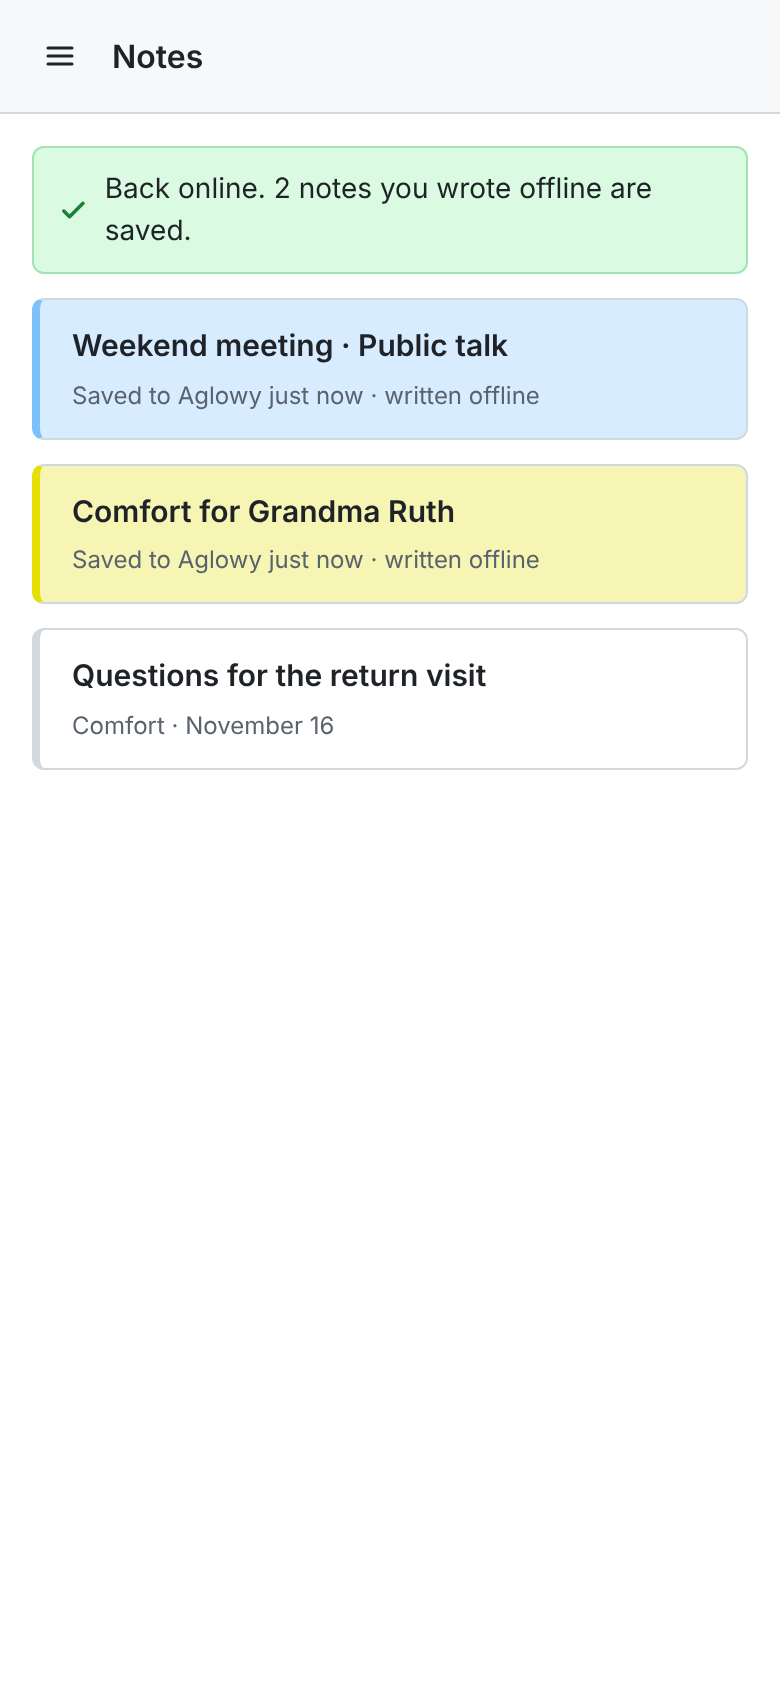 Notes
Back online. 2 notes you wrote offline are
saved.
Weekend meeting · Public talk
Saved to Aglowy just now · written offline
Comfort for Grandma Ruth
Saved to Aglowy just now · written offline
Questions for the return visit
Comfort · November 16